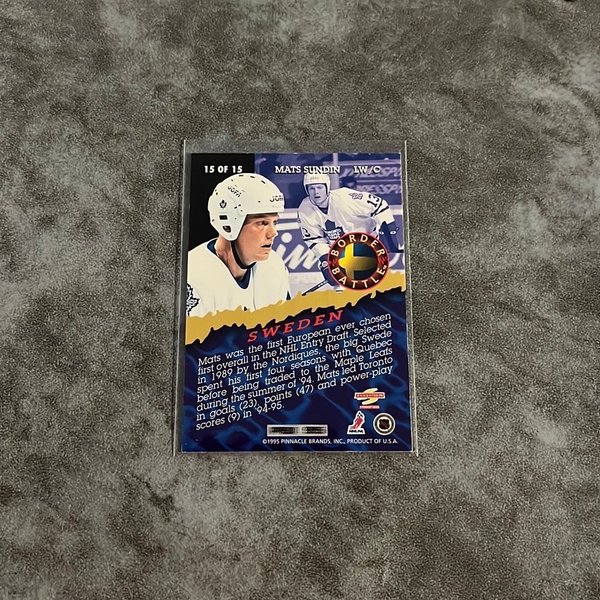 15 OF 15 MATS SUNDIN LW/C
JOFA
BORDER
BATTLE
SWEDEN
Mats was the first European ever chosen
first overall in the NHL Entry Draft. Selected
in 1989 by the Nordiques, the big Swede
spent his first four seasons with Quebec
before being traded to the Maple Leafs
during the summer of '94. Mats led Toronto
in goals (23), points (47) and power-play
scores (9) in '94-95.
©1995 PINNACLE BRANDS, INC., PRODUCT OF U.S.A.